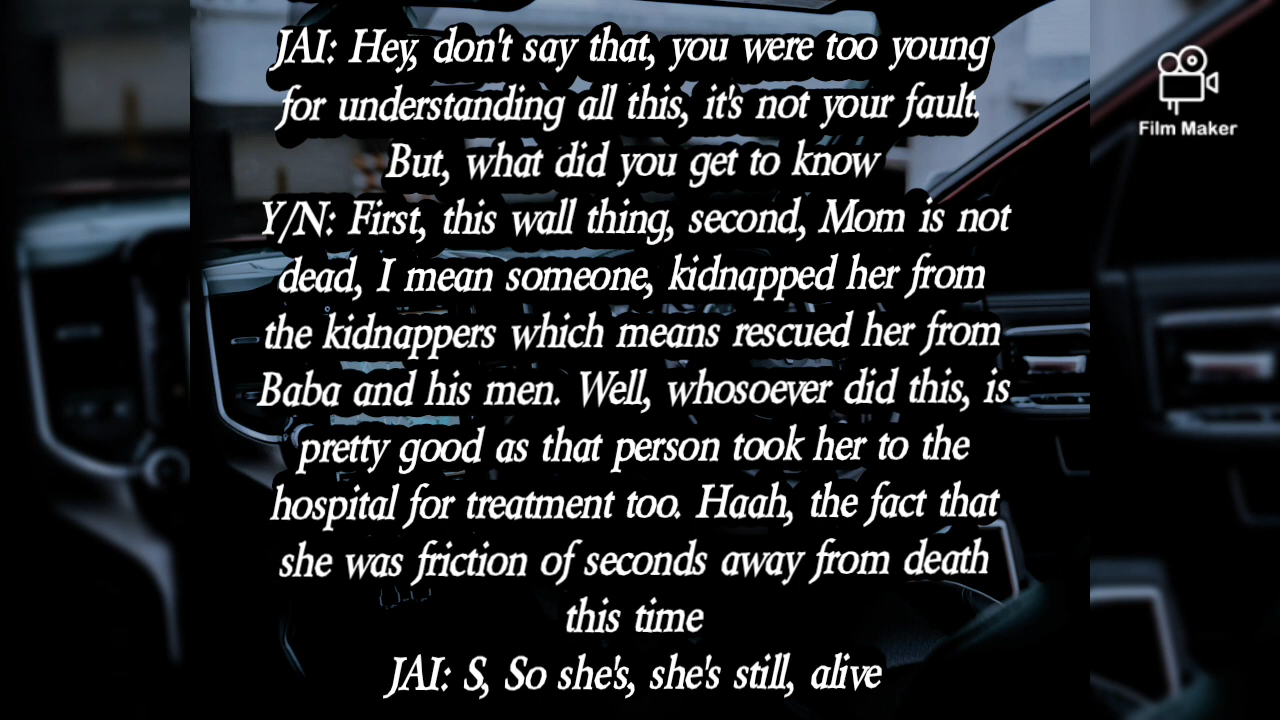 JAI: Hey, don't say that, you were too young
for understanding all this, it's not your fault.
But, what did you get to know
Y/N: First, this wall thing, second, Mom is not
dead, I mean someone, kidnapped her from
the kidnappers which means rescued her from
Baba and his men. Well, whosoever did this, is
pretty good as that person took her to the
hospital for treatment too. Haah, the fact that
she was friction of seconds away from death
this time
JAI: S, So she's, she's still, alive
Film Maker